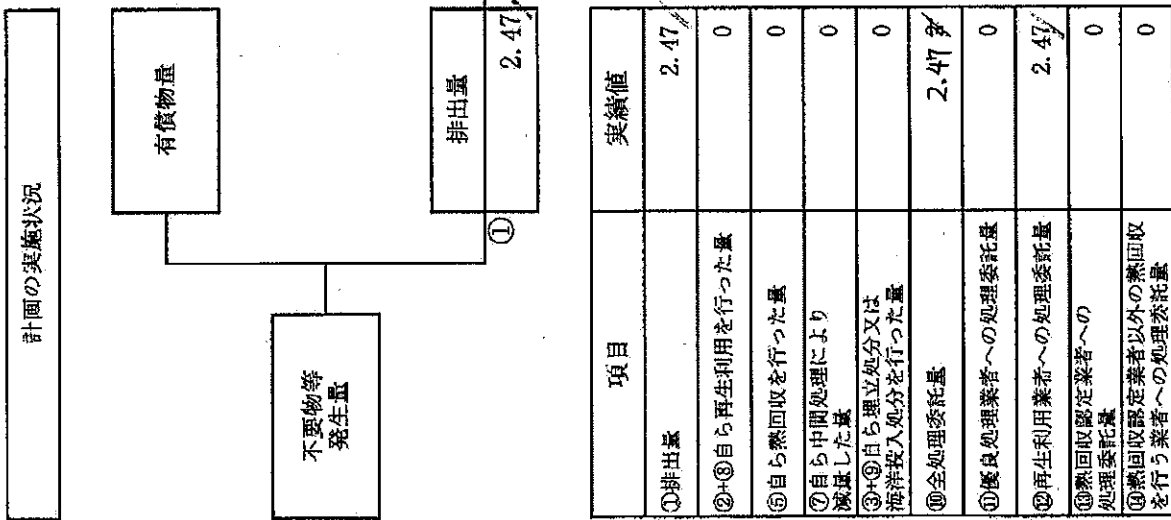 計画の実施状況
不要物等
発生量
有償物量
排出量
①
2.47
項目 実績値
①排出量 2.47
②+⑧自ら再生利用を行った量 0
⑤自ら熱回収を行った量 0
⑦自ら中間処理により
減量した量 0
③+⑨自ら埋立処分又は
海洋投入処分を行った量 0
⑩全処理委託量 2.47
⑪優良処理業者への処理委託量 0
⑫再生利用業者への処理委託量 2.47
⑬熱回収認定業者への
処理委託量 0
⑭熱回収認定業者以外の熱回収
を行う業者への処理委託量 0